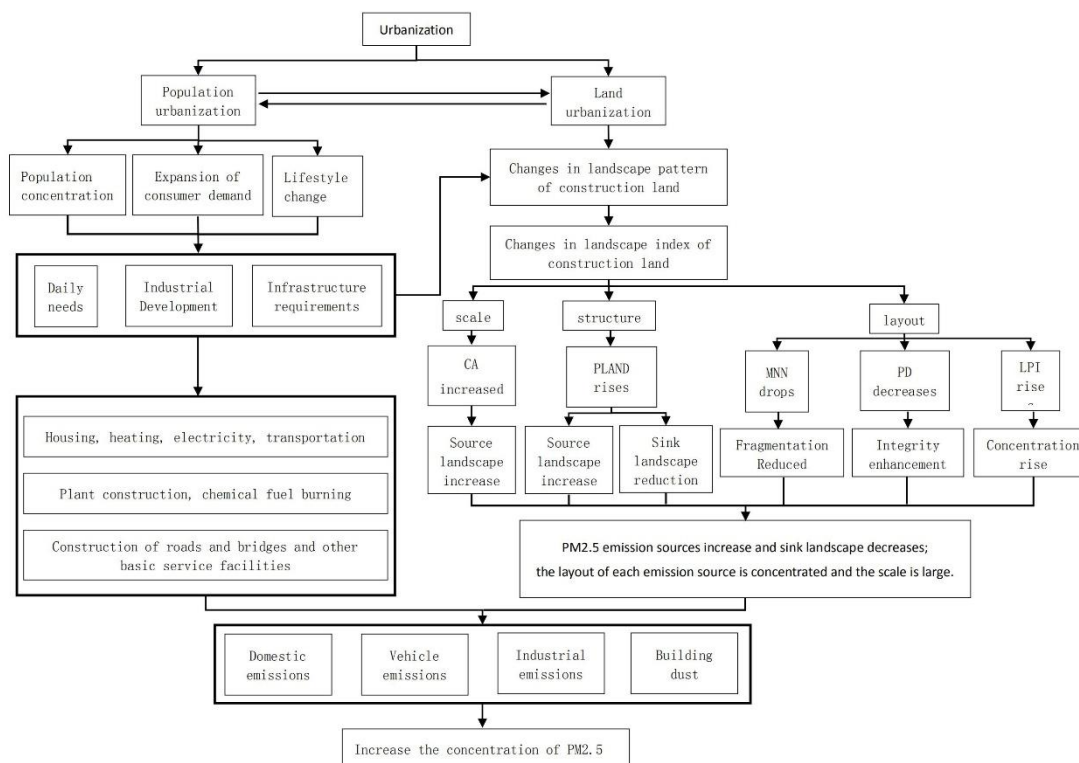 Urbanization
Population
urbanization
Land
urbanization
Population
concentration
Expansion of
consumer demand
Lifestyle
change
Changes in landscape pattern
of construction land
Changes in landscape index of
construction land
Daily
needs
Industrial
Development
Infrastructure
requirements
scale
structure
layout
CA
increased
PLAND
rises
MNN
drops
PD
decreases
LPI
rise
Source
landscape
increase
Source
landscape
increase
Sink
landscape
reduction
Fragmentation
Reduced
Integrity
enhancement
Concentration
rise
Housing, heating, electricity, transportation
Plant construction, chemical fuel burning
Construction of roads and bridges and other
basic service facilities
PM2.5 emission sources increase and sink landscape decreases;
the layout of each emission source is concentrated and the scale is large.
Domestic
emissions
Vehicle
emissions
Industrial
emissions
Building
dust
Increase the concentration of PM2.5